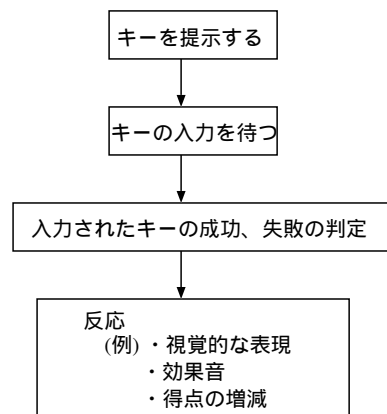 キーを提示する
キーの入力を待つ
入力されたキーの成功、失敗の判定
反応
(例) ・視覚的な表現
・効果音
・得点の増減